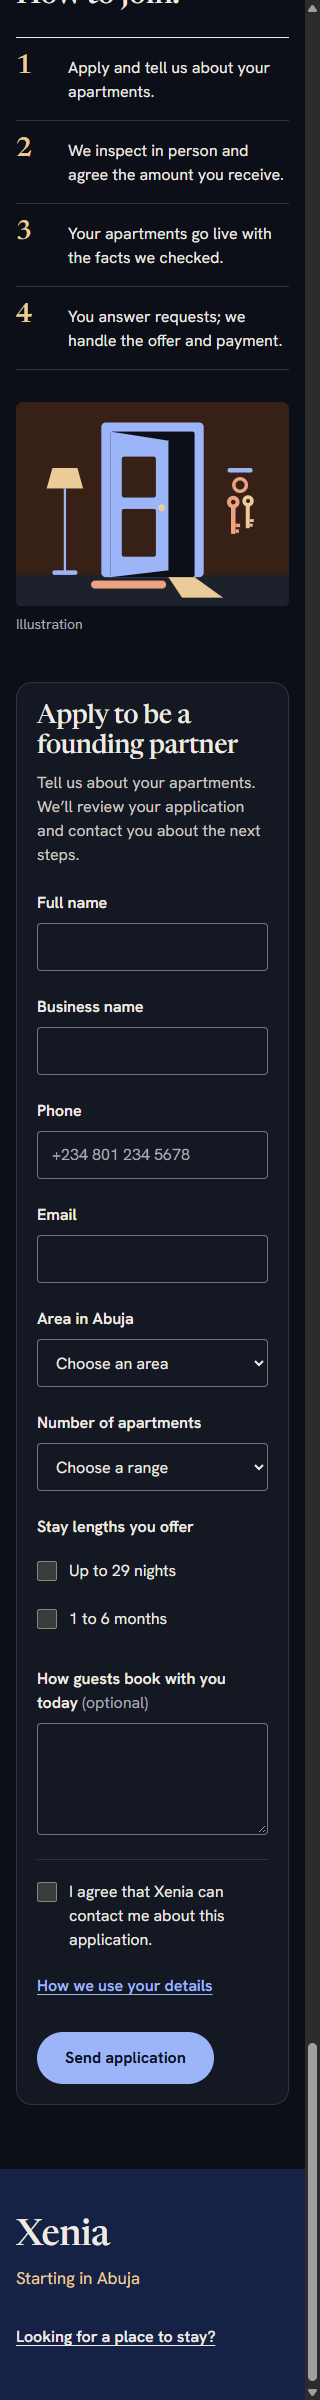 How to join?
1
Apply and tell us about your
apartments.
2
We inspect in person and
agree the amount you receive.
3
Your apartments go live with
the facts we checked.
4
You answer requests; we
handle the offer and payment.
Illustration
Apply to be a
founding partner
Tell us about your apartments.
We’ll review your application
and contact you about the next
steps.
Full name
Business name
Phone
+234 801 234 5678
Email
Area in Abuja
Choose an area
Number of apartments
Choose a range
Stay lengths you offer
Up to 29 nights
1 to 6 months
How guests book with you
today (optional)
I agree that Xenia can
contact me about this
application.
How we use your details
Send application
Xenia
Starting in Abuja
Looking for a place to stay?